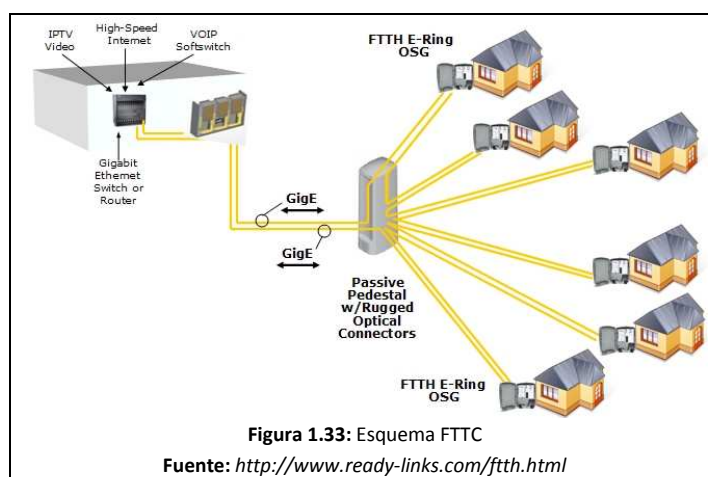 IPTV
Video
High-Speed
Internet
VOIP
Softswitch
Gigabit
Ethernet
Switch or
Router
GigE
GigE
Passive
Pedestal
w/Rugged
Optical
Connectors
FTTH E-Ring
OSG
FTTH E-Ring
OSG
Figura 1.33: Esquema FTTC
Fuente: http://www.ready-links.com/ftth.html